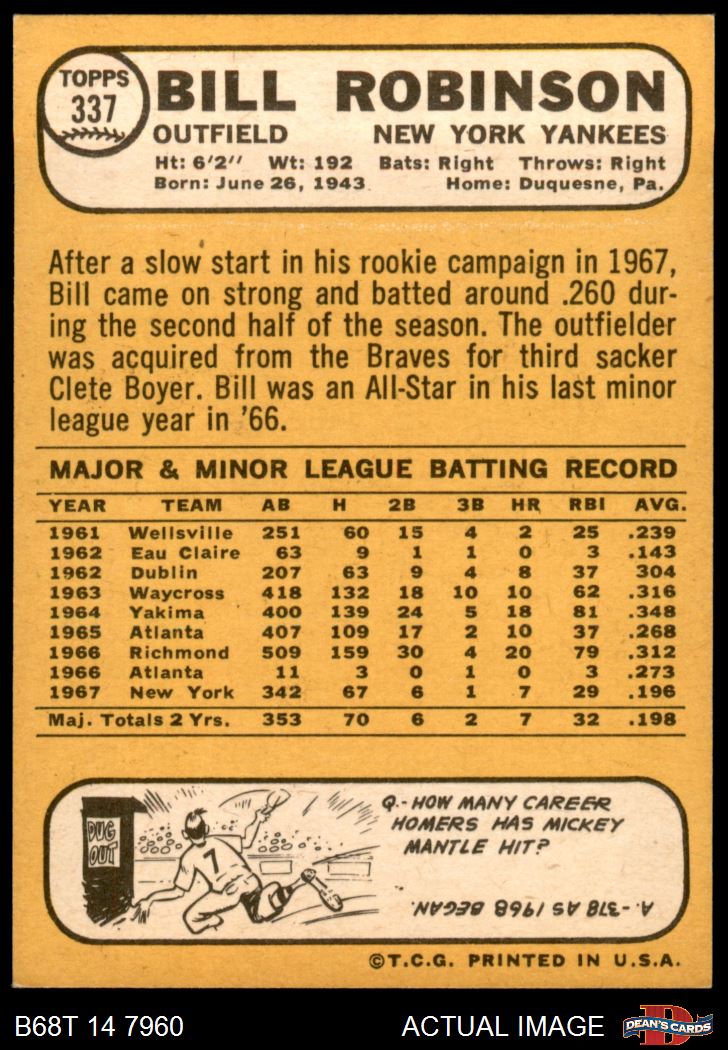 TOPPS
337
BILL ROBINSON
OUTFIELD NEW YORK YANKEES
Ht: 6'2" Wt: 192 Bats: Right Throws: Right
Born: June 26, 1943 Home: Duquesne, Pa.
After a slow start in his rookie campaign in 1967,
Bill came on strong and batted around .260 dur-
ing the second half of the season. The outfielder
was acquired from the Braves for third sacker
Clete Boyer. Bill was an All-Star in his last minor
league year in '66.
MAJOR & MINOR LEAGUE BATTING RECORD
YEAR TEAM AB H 2B 3B HR RBI AVG.
1961 Wellsville 251 60 15 4 2 25 .239
1962 Eau Claire 63 9 1 1 0 3 .143
1962 Dublin 207 63 9 4 8 37 304
1963 Waycross 418 132 18 10 10 62 .316
1964 Yakima 400 139 24 5 18 81 .348
1965 Atlanta 407 109 17 2 10 37 .268
1966 Richmond 509 159 30 4 20 79 .312
1966 Atlanta 11 3 0 1 0 3 .273
1967 New York 342 67 6 1 7 29 .196
Maj. Totals 2 Yrs. 353 70 6 2 7 32 .198
DUG
OUT
7
Q.- HOW MANY CAREER
HOMERS HAS MICKEY
MANTLE HIT?
A.- 378 AS 1968 BEGAN.
©T.C.G. PRINTED IN U.S.A.
B68T 14 7960 ACTUAL IMAGE
D
DEAN'S CARDS